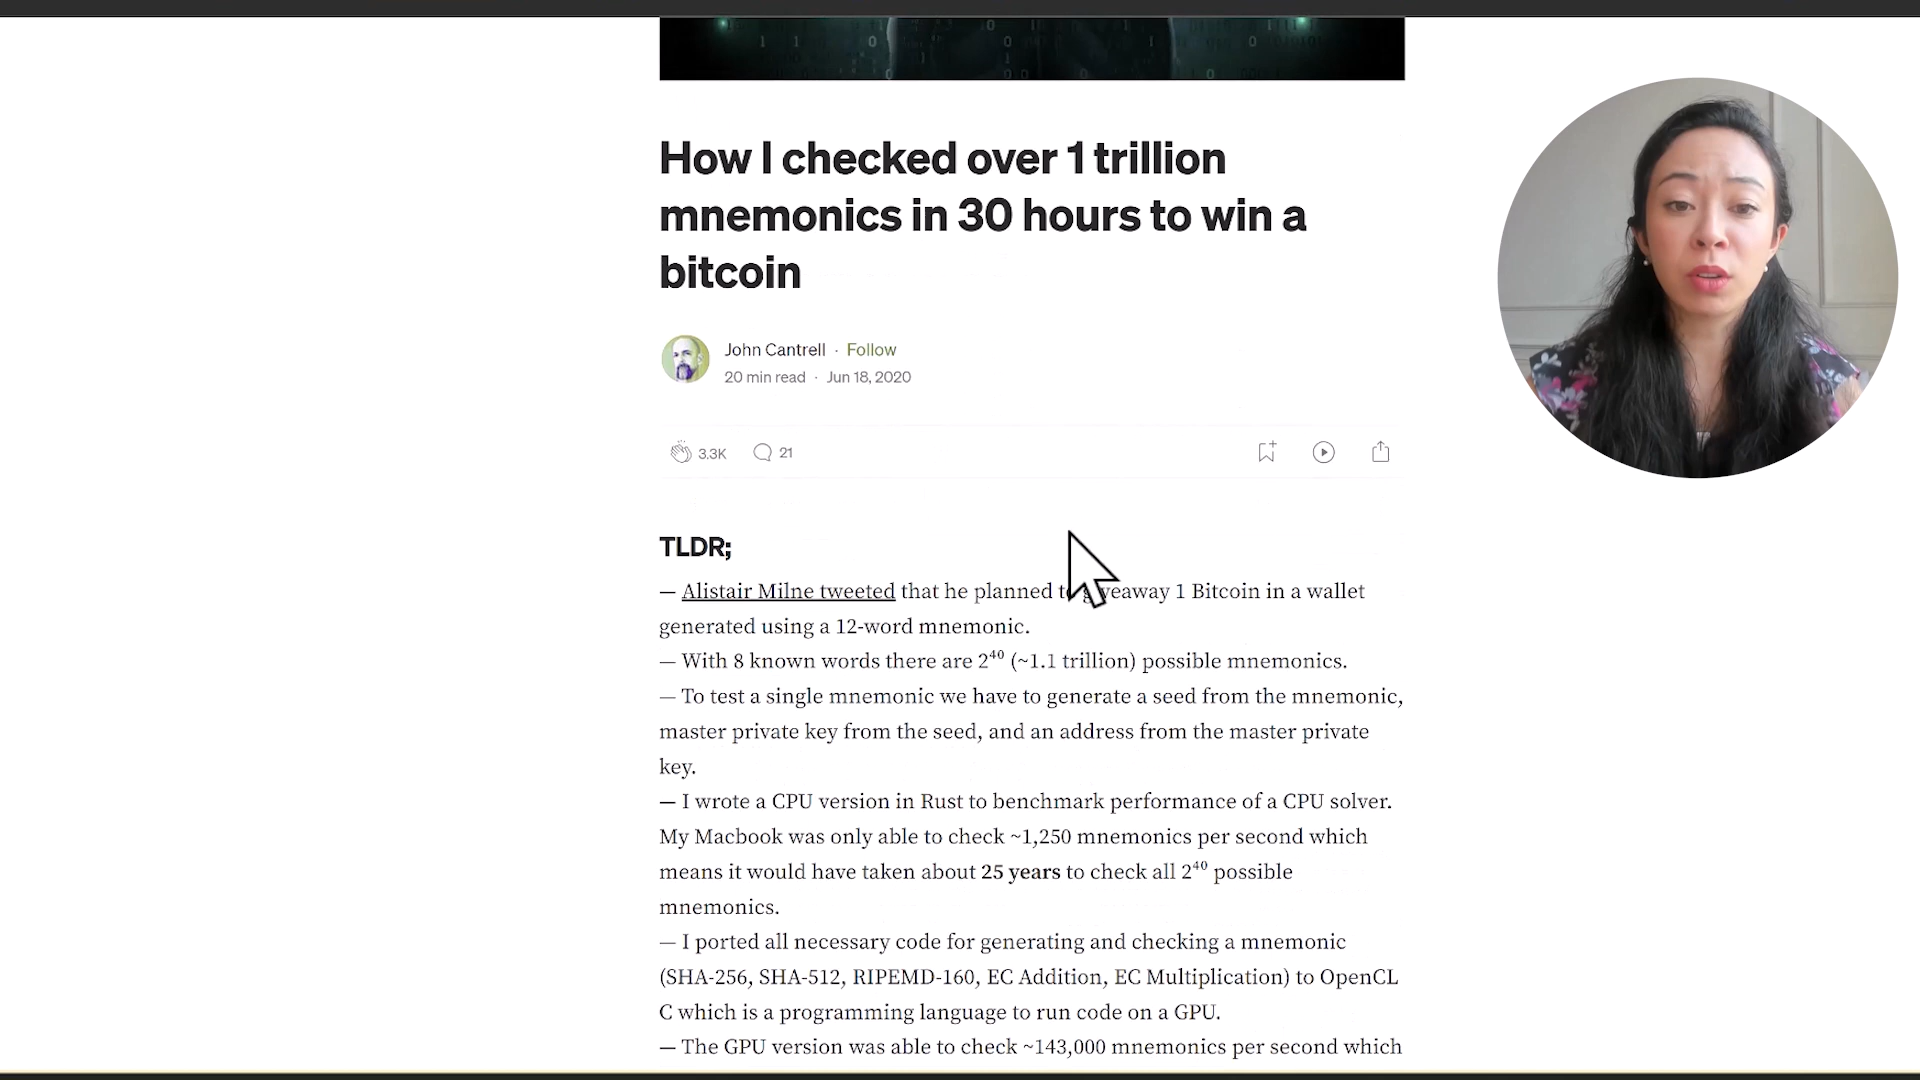 How I checked over 1 trillion
mnemonics in 30 hours to win a
bitcoin
John Cantrell · Follow
20 min read · Jun 18, 2020
3.3K 21
TLDR;
— Alistair Milne tweeted that he planned to giveaway 1 Bitcoin in a wallet
generated using a 12-word mnemonic.
— With 8 known words there are 2⁴⁰ (~1.1 trillion) possible mnemonics.
— To test a single mnemonic we have to generate a seed from the mnemonic,
master private key from the seed, and an address from the master private
key.
— I wrote a CPU version in Rust to benchmark performance of a CPU solver.
My Macbook was only able to check ~1,250 mnemonics per second which
means it would have taken about 25 years to check all 2⁴⁰ possible
mnemonics.
— I ported all necessary code for generating and checking a mnemonic
(SHA-256, SHA-512, RIPEMD-160, EC Addition, EC Multiplication) to OpenCL
C which is a programming language to run code on a GPU.
— The GPU version was able to check ~143,000 mnemonics per second which